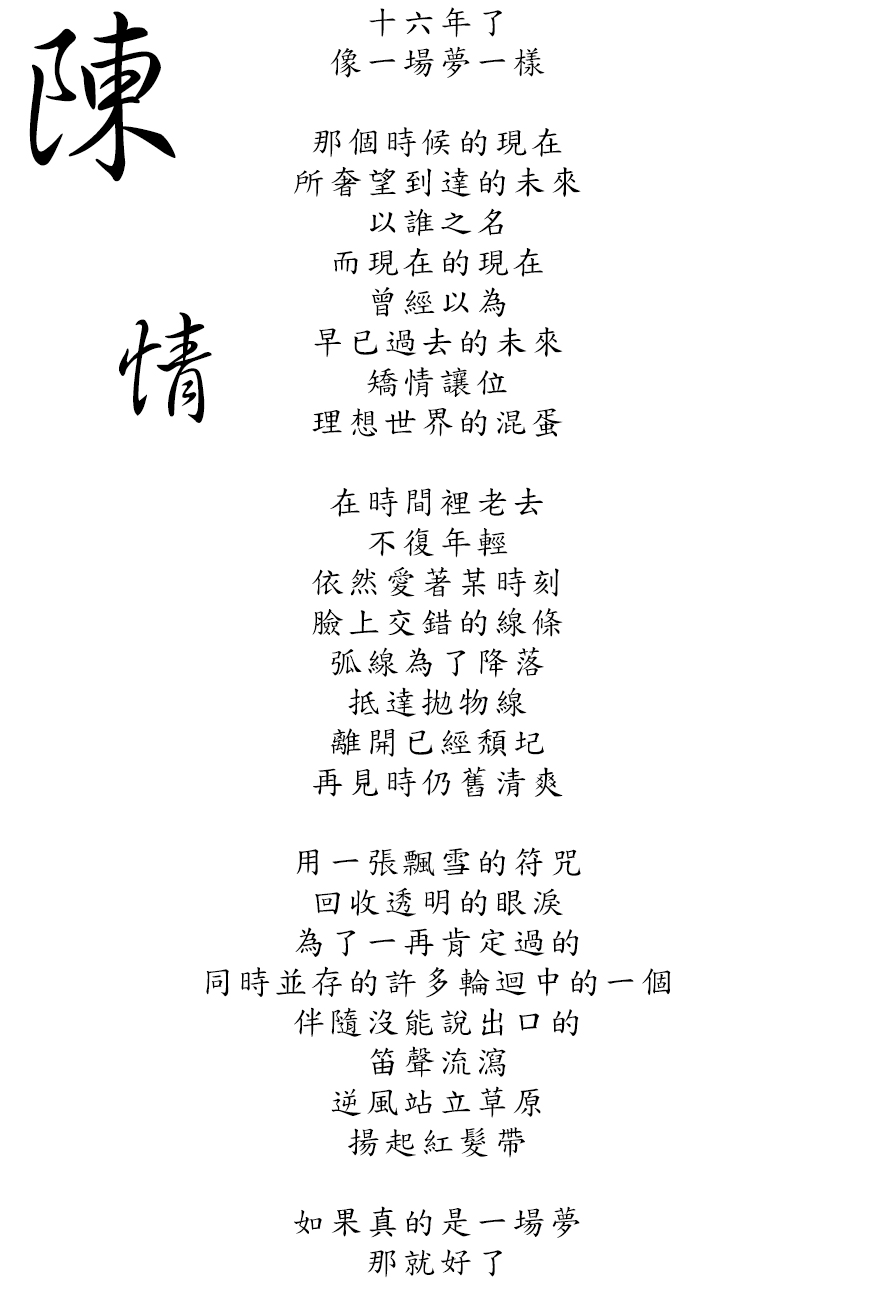 陳情
十六年了
像一場夢一樣
那個時候的現在
所奢望到達的未來
以誰之名
而現在的現在
曾經以為
早已過去的未來
矯情讓位
理想世界的混蛋
在時間裡老去
不復年輕
依然愛著某時刻
臉上交錯的線條
弧線為了降落
抵達拋物線
離開已經頹圮
再見時仍舊清爽
用一張飄雪的符咒
回收透明的眼淚
為了一再肯定過的
同時並存的許多輪迴中的一個
伴隨沒能說出口的
笛聲流瀉
逆風站立草原
揚起紅髮帶
如果真的是一場夢
那就好了